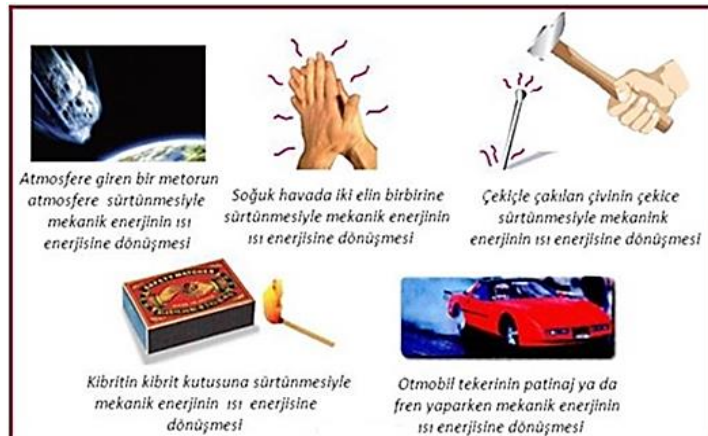 Atmosfere giren bir metorun
atmosfere sürtünmesiyle
mekanik enerjinin ısı
enerjisine dönüşmesi
Soğuk havada iki elin birbirine
sürtünmesiyle mekanik enerjinin
ısı enerjisine dönüşmesi
Çekiçle çakılan çivinin çekice
sürtünmesiyle mekanink
enerjinin ısı enerjisine dönüşmesi
SAFETY MATCHES
Kibritin kibrit kutusuna sürtünmesiyle
mekanik enerjinin ısı enerjisine
dönüşmesi
Otmobil tekerinin patinaj ya da
fren yaparken mekanik enerjinin
ısı enerjisine dönüşmesi